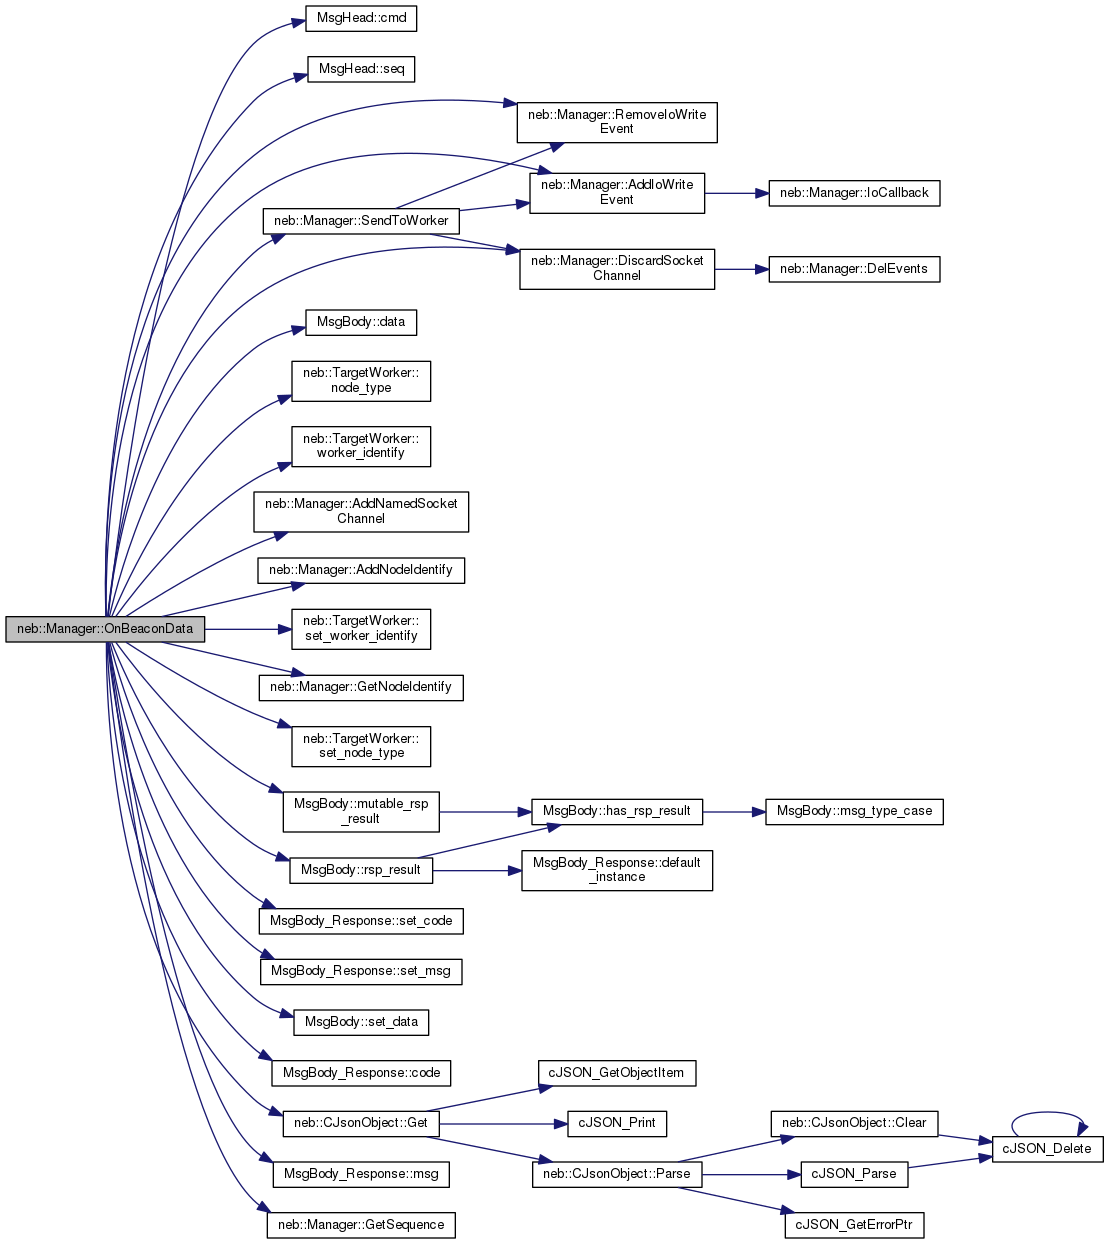 MsgHead::cmd
MsgHead::seq
neb::Manager::RemoveIoWrite
Event
neb::Manager::AddIoWrite
Event
neb::Manager::IoCallback
neb::Manager::SendToWorker
neb::Manager::DiscardSocket
Channel
neb::Manager::DelEvents
MsgBody::data
neb::TargetWorker::
node_type
neb::TargetWorker::
worker_identify
neb::Manager::AddNamedSocket
Channel
neb::Manager::AddNodeIdentify
neb::Manager::OnBeaconData
neb::TargetWorker::
set_worker_identify
neb::Manager::GetNodeIdentify
neb::TargetWorker::
set_node_type
MsgBody::mutable_rsp
_result
MsgBody::has_rsp_result
MsgBody::msg_type_case
MsgBody::rsp_result
MsgBody_Response::default
_instance
MsgBody_Response::set_code
MsgBody_Response::set_msg
MsgBody::set_data
MsgBody_Response::code
cJSON_GetObjectItem
neb::CJsonObject::Get
cJSON_Print
neb::CJsonObject::Clear
cJSON_Delete
MsgBody_Response::msg
neb::CJsonObject::Parse
cJSON_Parse
neb::Manager::GetSequence
cJSON_GetErrorPtr